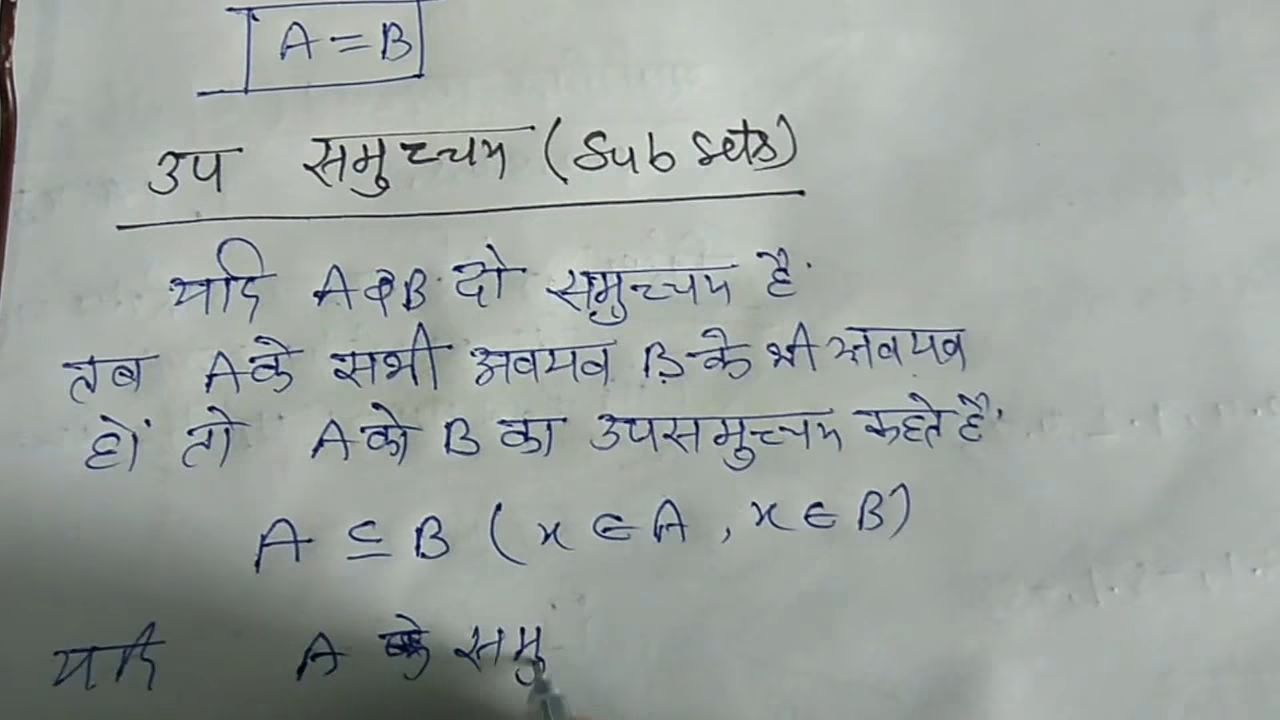 A = B
उप समुच्चय (Sub Sets)
यदि A व B दो समुच्चय है
तब A के सभी अवयव B के भी अवयव
हों तो A को B का उपसमुच्चय कहते है
A ⊆ B ( x ∈ A , x ∈ B )
यदि A के समु